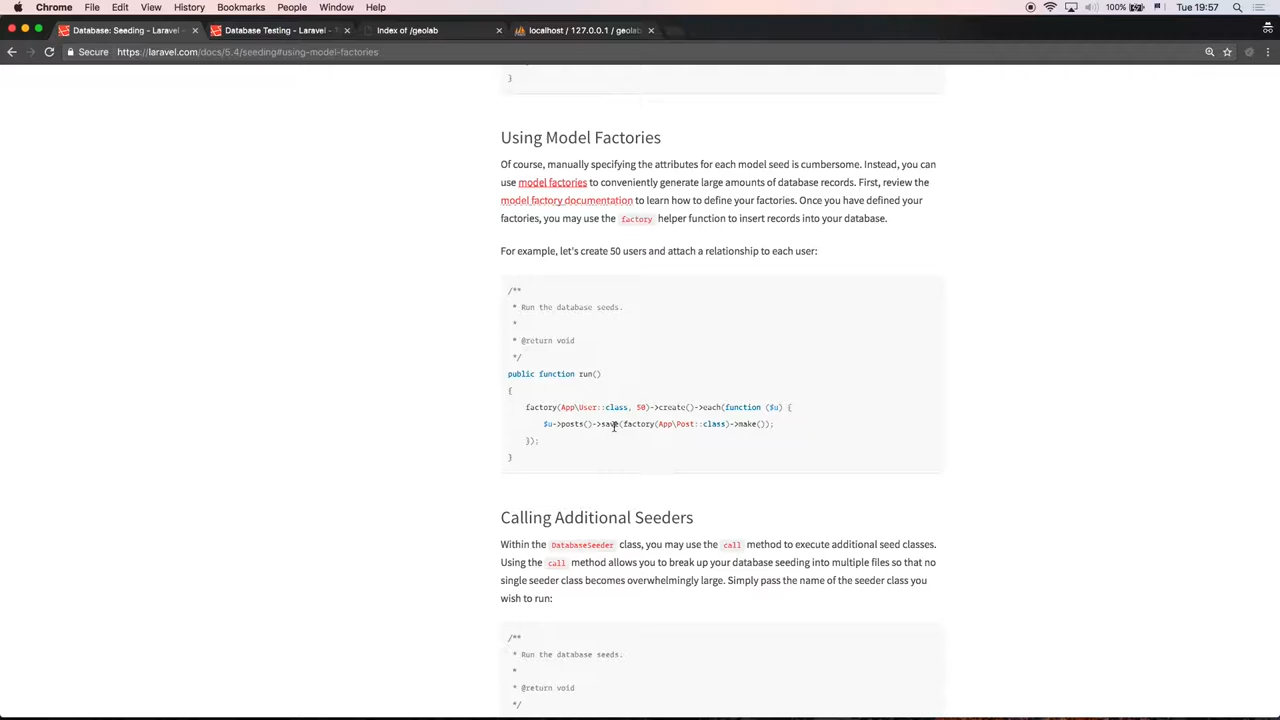 Chrome File Edit View History Bookmarks People Window Help 100% Tue 19:57
Database: Seeding - Laravel - Database Testing - Laravel - T Index of /geolab localhost / 127.0.0.1 / geolab
Secure https://laravel.com/docs/5.4/seeding#using-model-factories
}
Using Model Factories
Of course, manually specifying the attributes for each model seed is cumbersome. Instead, you can
use model factories to conveniently generate large amounts of database records. First, review the
model factory documentation to learn how to define your factories. Once you have defined your
factories, you may use the factory helper function to insert records into your database.
For example, let's create 50 users and attach a relationship to each user:
/**
* Run the database seeds.
*
* @return void
*/
public function run()
{
factory(App\User::class, 50)->create()->each(function ($u) {
$u->posts()->save(factory(App\Post::class)->make());
});
}
Calling Additional Seeders
Within the DatabaseSeeder class, you may use the call method to execute additional seed classes.
Using the call method allows you to break up your database seeding into multiple files so that no
single seeder class becomes overwhelmingly large. Simply pass the name of the seeder class you
wish to run:
/**
* Run the database seeds.
*
* @return void
*/